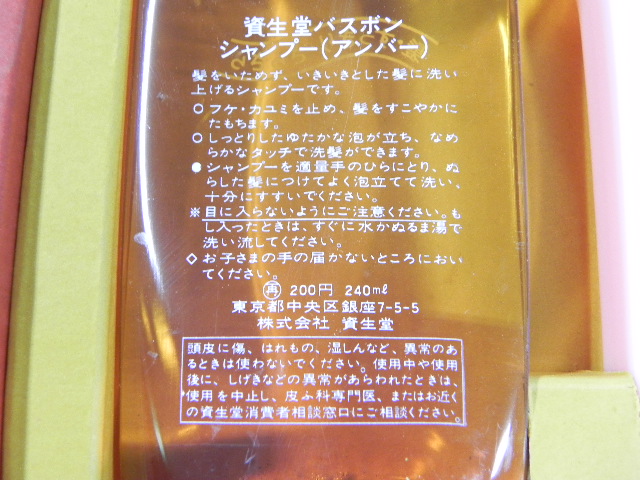 資生堂バスボン
シャンプー(アンバー)
髪をいためず、いきいきとした髪に洗い
上げるシャンプーです。
○フケ・カユミを止め、髪をすこやかに
たもちます。
○しっとりしたゆたかな泡が立ち、なめ
らかなタッチで洗髪ができます。
●シャンプーを適量手のひらにとり、ぬ
らした髪につけてよく泡立てて洗い、
十分にすすいでください。
※目に入らないようにご注意ください。も
し入ったときは、すぐに水かぬるま湯で
洗い流してください。
◇お子さまの手の届かないところにおい
てください。
再 200円 240ml
東京都中央区銀座7-5-5
株式会社 資生堂
頭皮に傷、はれもの、湿しんなど、異常のあ
るときは使わないでください。使用中や使用
後に、しげきなどの異常があらわれたときは、
使用を中止し、皮ふ科専門医、またはお近く
の資生堂消費者相談窓口にご相談ください。